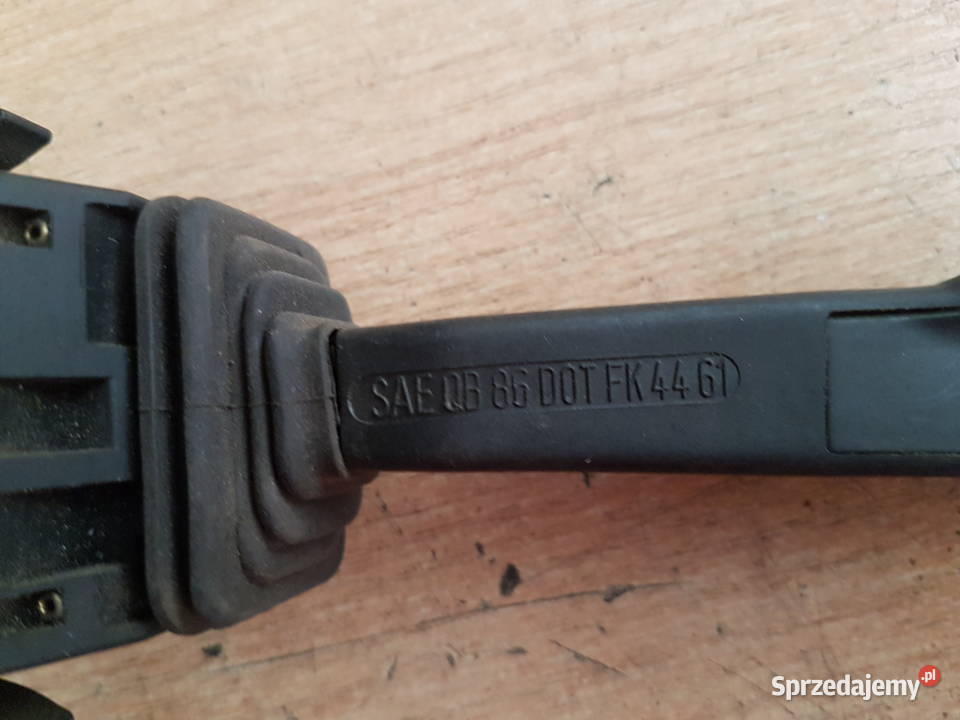 SAE QB 86 DOT FK 44 61
Sprzedajemy.pl